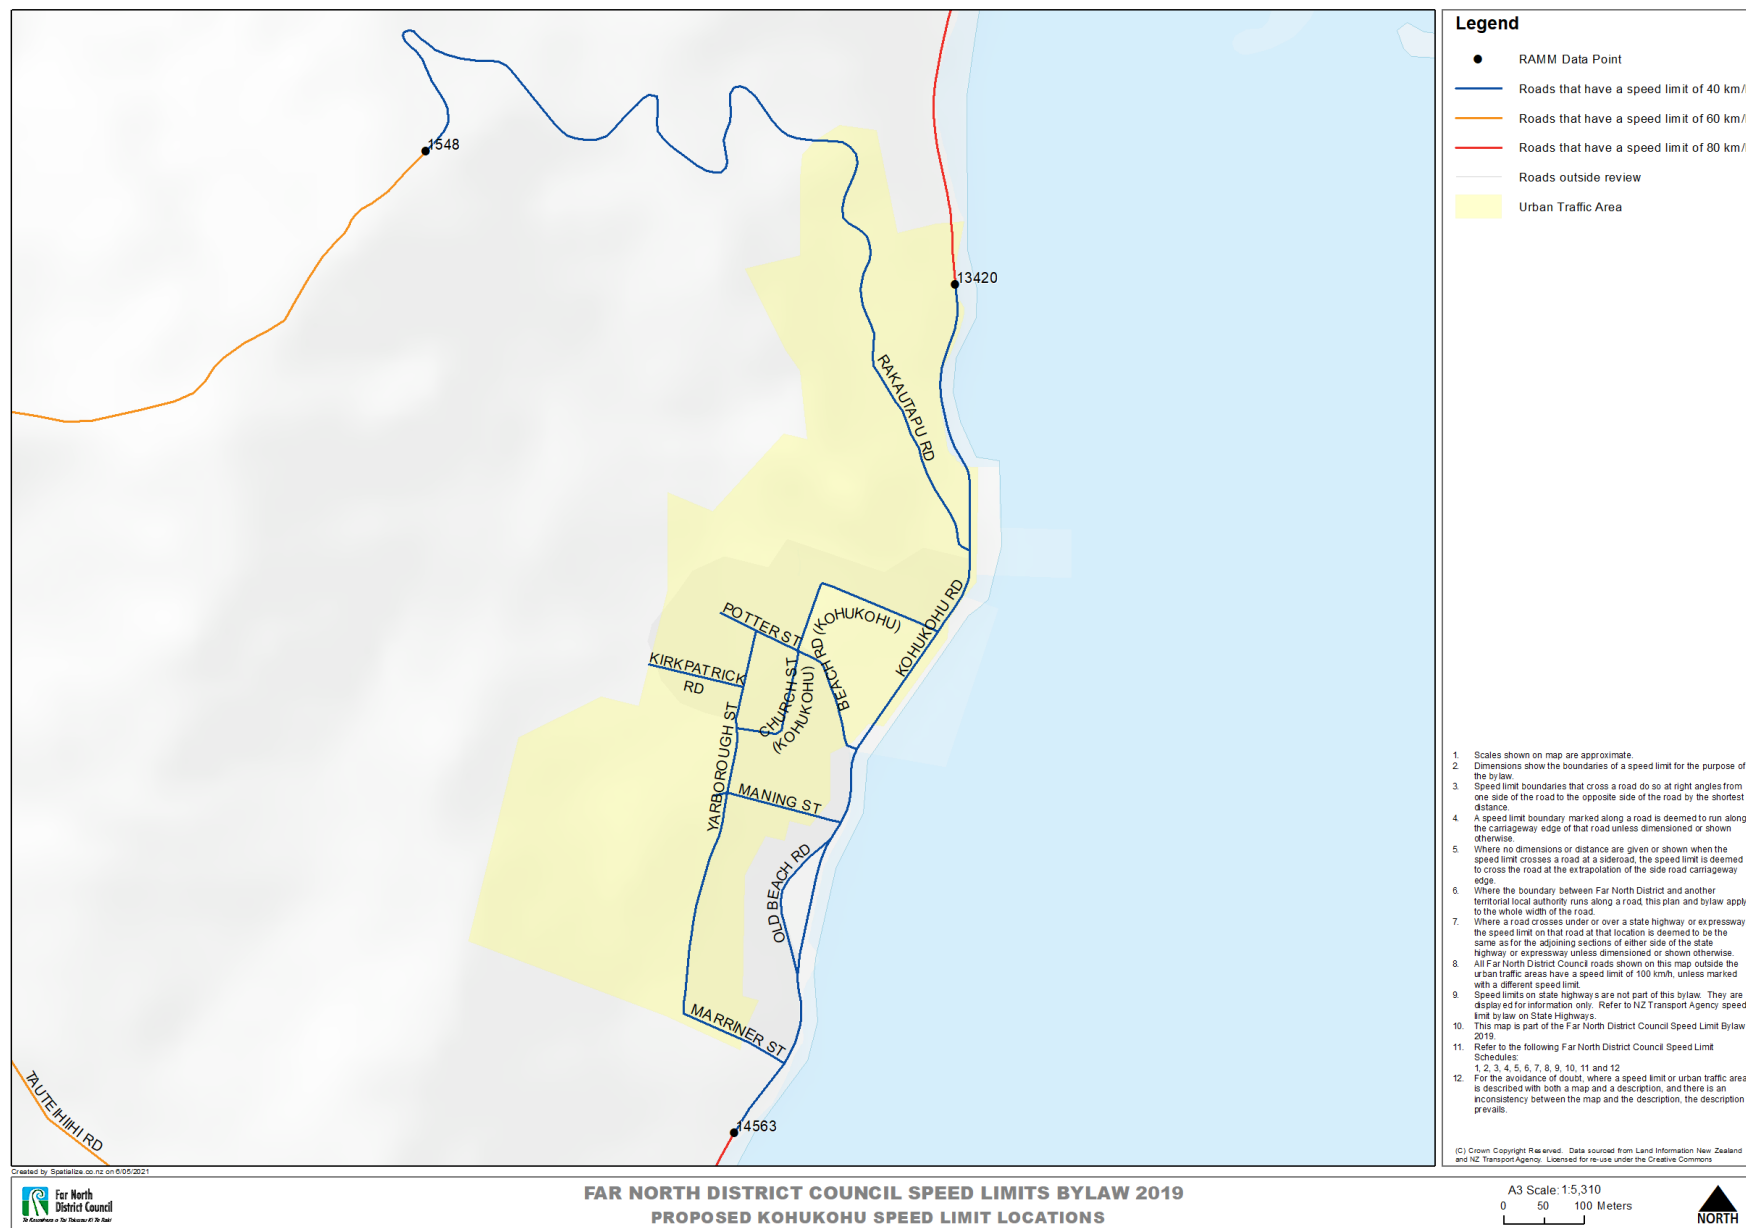 Legend
RAMM Data Point
Roads that have a speed limit of 40 km/
Roads that have a speed limit of 60 km/
Roads that have a speed limit of 80 km/
Roads outside review
Urban Traffic Area
1548
13420
RAKAUTAPU RD
KOHUKOHU RD
BEACH RD (KOHUKOHU)
POTTER ST
KIRKPATRICK
RD
CHURCH ST
(KOHUKOHU)
YARBOROUGH ST
MANING ST
OLD BEACH RD
MARRINER ST
14563
TAUTEIHIIHI RD
1. Scales shown on map are approximate.
2. Dimensions show the boundaries of a speed limit for the purpose of
the bylaw.
3. Speed limit boundaries that cross a road do so at right angles from
one side of the road to the opposite side of the road by the shortest
distance.
4. A speed limit boundary marked along a road is deemed to run along
the carriageway edge of that road unless dimensioned or shown
otherwise.
5. Where no dimensions or distance are given or shown when the
speed limit crosses a road at a sideroad, the speed limit is deemed
to cross the road at the extrapolation of the side road carriageway
edge.
6. Where the boundary between Far North District and another
territorial local authority runs along a road, this plan and bylaw apply
to the whole width of the road.
7. Where a road crosses under or over a state highway or expressway
the speed limit on that road at that location is deemed to be the
same as for the adjoining sections of either side of the state
highway or expressway unless dimensioned or shown otherwise.
8. All Far North District Council roads shown on this map outside the
urban traffic areas have a speed limit of 100 km/h, unless marked
with a different speed limit.
9. Speed limits on state highways are not part of this bylaw. They are
displayed for information only. Refer to NZ Transport Agency speed
limit bylaw on State Highways.
10. This map is part of the Far North District Council Speed Limit Bylaw
2019.
11. Refer to the following Far North District Council Speed Limit
Schedules:
1, 2, 3, 4, 5, 6, 7, 8, 9, 10, 11 and 12
12. For the avoidance of doubt, where a speed limit or urban traffic area
is described with both a map and a description, and there is an
inconsistency between the map and the description, the description
prevails.
(C) Crown Copyright Reserved. Data sourced from Land Information New Zealand
and NZ Transport Agency. Licensed for re-use under the Creative Commons
Created by Spatialize.co.nz on 6/05/2021
Far North
District Council
FAR NORTH DISTRICT COUNCIL SPEED LIMITS BYLAW 2019
PROPOSED KOHUKOHU SPEED LIMIT LOCATIONS
A3 Scale: 1:5,310
0 50 100 Meters
NORTH